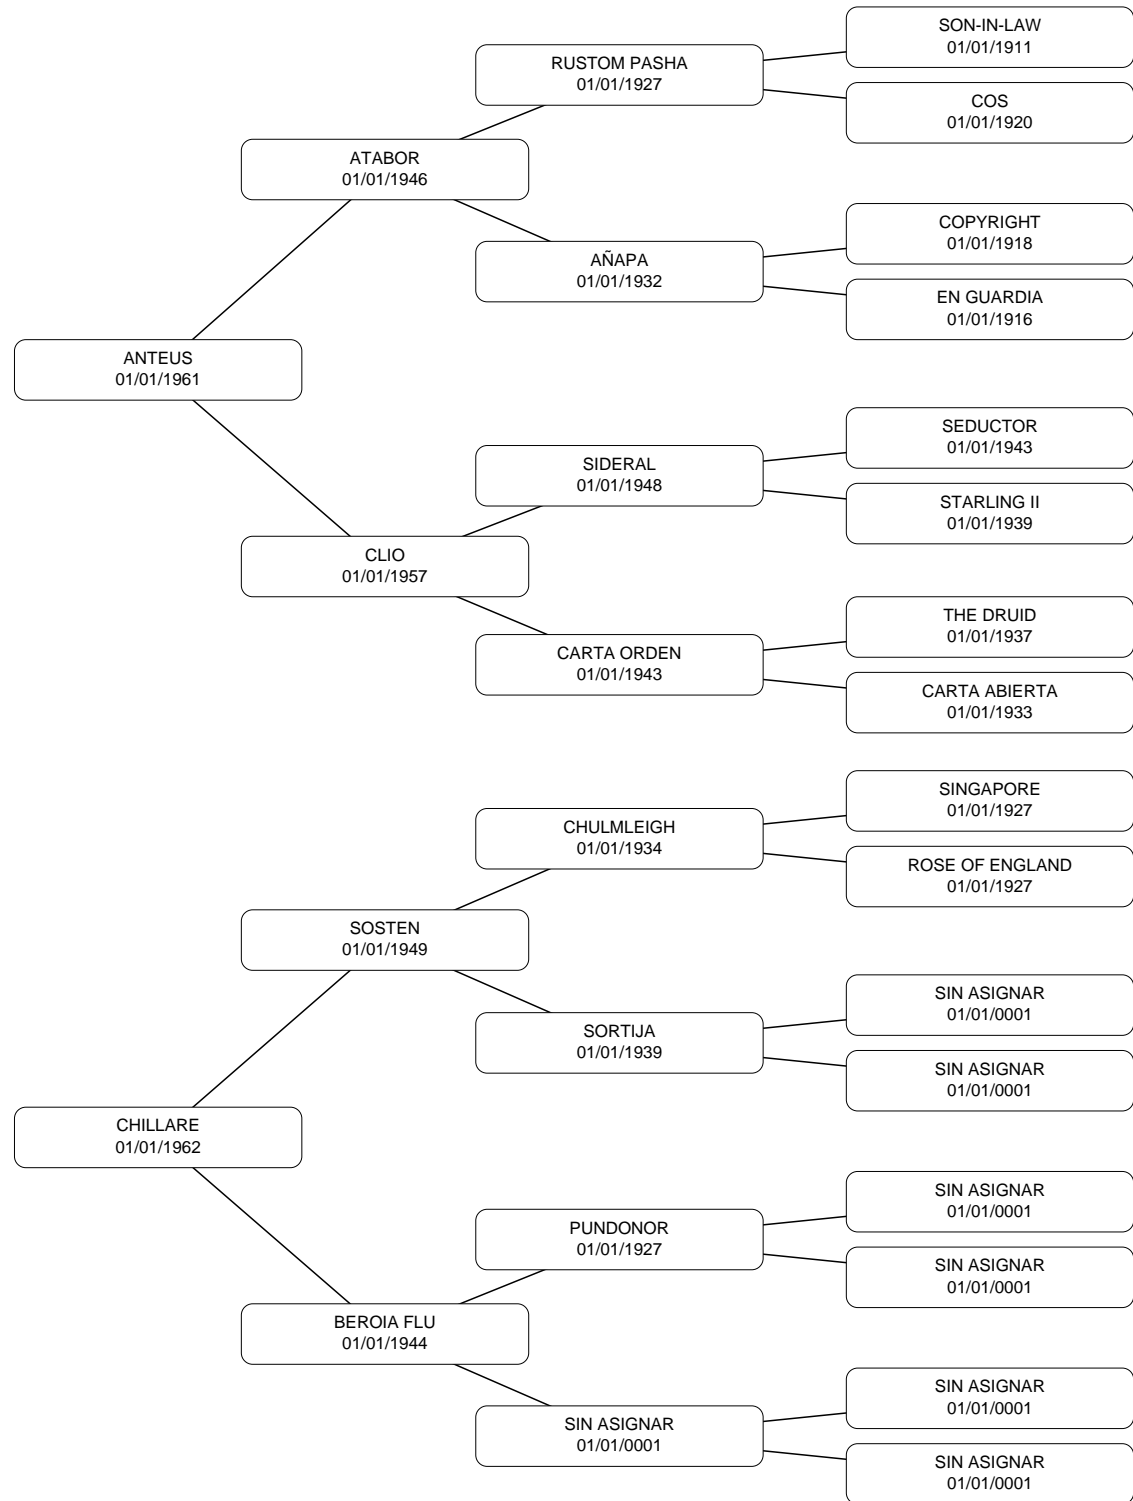 SON-IN-LAW
01/01/1911
RUSTOM PASHA
01/01/1927
COS
01/01/1920
ATABOR
01/01/1946
COPYRIGHT
01/01/1918
AÑAPA
01/01/1932
EN GUARDIA
01/01/1916
ANTEUS
01/01/1961
SEDUCTOR
01/01/1943
SIDERAL
01/01/1948
STARLING II
01/01/1939
CLIO
01/01/1957
THE DRUID
01/01/1937
CARTA ORDEN
01/01/1943
CARTA ABIERTA
01/01/1933
SINGAPORE
01/01/1927
CHULMLEIGH
01/01/1934
ROSE OF ENGLAND
01/01/1927
SOSTEN
01/01/1949
SIN ASIGNAR
01/01/0001
SORTIJA
01/01/1939
SIN ASIGNAR
01/01/0001
CHILLARE
01/01/1962
SIN ASIGNAR
01/01/0001
PUNDONOR
01/01/1927
SIN ASIGNAR
01/01/0001
BEROIA FLU
01/01/1944
SIN ASIGNAR
01/01/0001
SIN ASIGNAR
01/01/0001
SIN ASIGNAR
01/01/0001